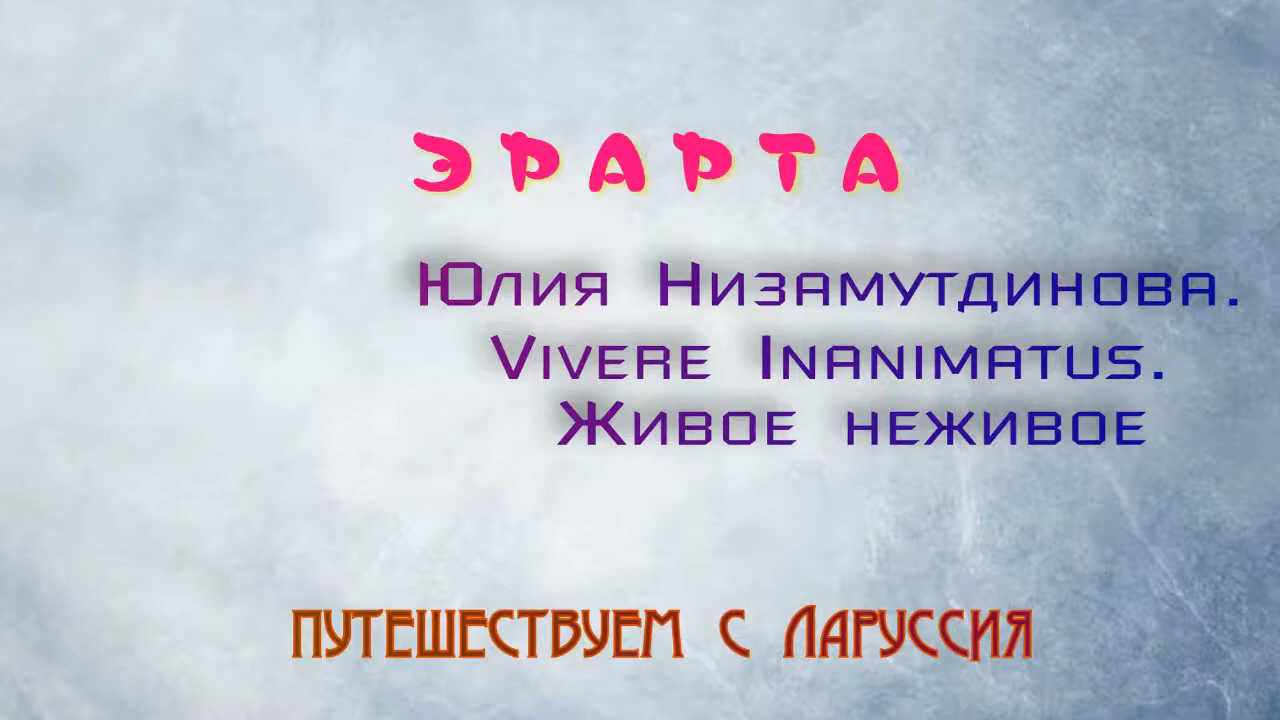 ЭРАРТА
Юлия Низамутдинова.
Vivere Inanimatus.
Живое неживое
путешествуем с Ларуссия